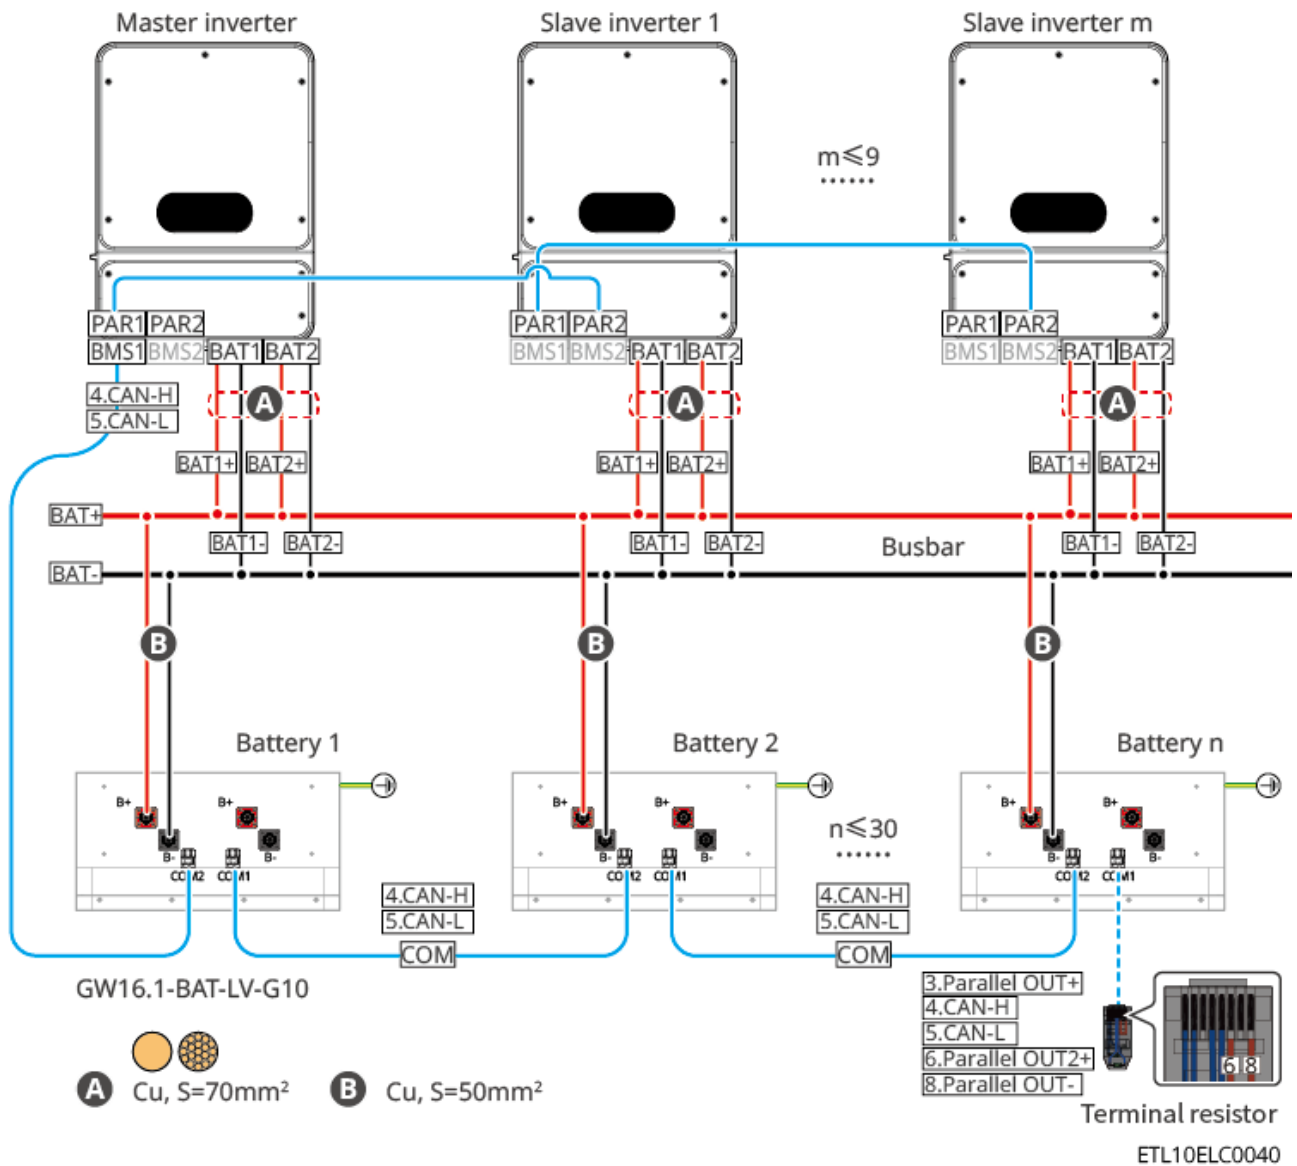 Master inverter
Slave inverter 1
Slave inverter m
m≤9
......
PAR1 PAR2
PAR1 PAR2
PAR1 PAR2
BMS1 BMS2 BAT1 BAT2
BMS1 BMS2 BAT1 BAT2
BMS1 BMS2 BAT1 BAT2
4.CAN-H
5.CAN-L
A
A
A
BAT1+ BAT2+
BAT1+ BAT2+
BAT1+ BAT2+
BAT+
BAT1- BAT2-
BAT1- BAT2-
Busbar
BAT1- BAT2-
BAT-
B
B
B
Battery 1
Battery 2
Battery n
B+ B+
B- B-
COM2 COM1
B+ B+
B- B-
COM2 COM1
n≤30
......
B+ B+
B- B-
COM2 COM1
4.CAN-H
5.CAN-L
COM
4.CAN-H
5.CAN-L
COM
GW16.1-BAT-LV-G10
3.Parallel OUT+
4.CAN-H
5.CAN-L
6.Parallel OUT2+
8.Parallel OUT-
6 8
A Cu, S=70mm²
B Cu, S=50mm²
Terminal resistor
ETL10ELC0040